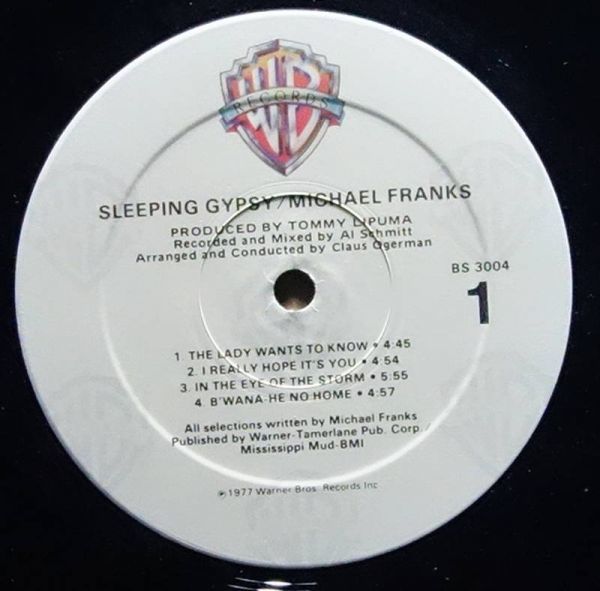 WB
RECORDS
SLEEPING GYPSY/MICHAEL FRANKS
PRODUCED BY TOMMY LIPUMA
Recorded and Mixed by Al Schmitt
Arranged and Conducted by Claus Ogerman
BS 3004
1
1. THE LADY WANTS TO KNOW • 4:45
2. I REALLY HOPE IT'S YOU • 4:54
3. IN THE EYE OF THE STORM • 5:55
4. B'WANA-HE NO HOME • 4:57
All selections written by Michael Franks
Published by Warner-Tamerlane Pub. Corp./
Mississippi Mud-BMI
℗1977 Warner Bros. Records Inc